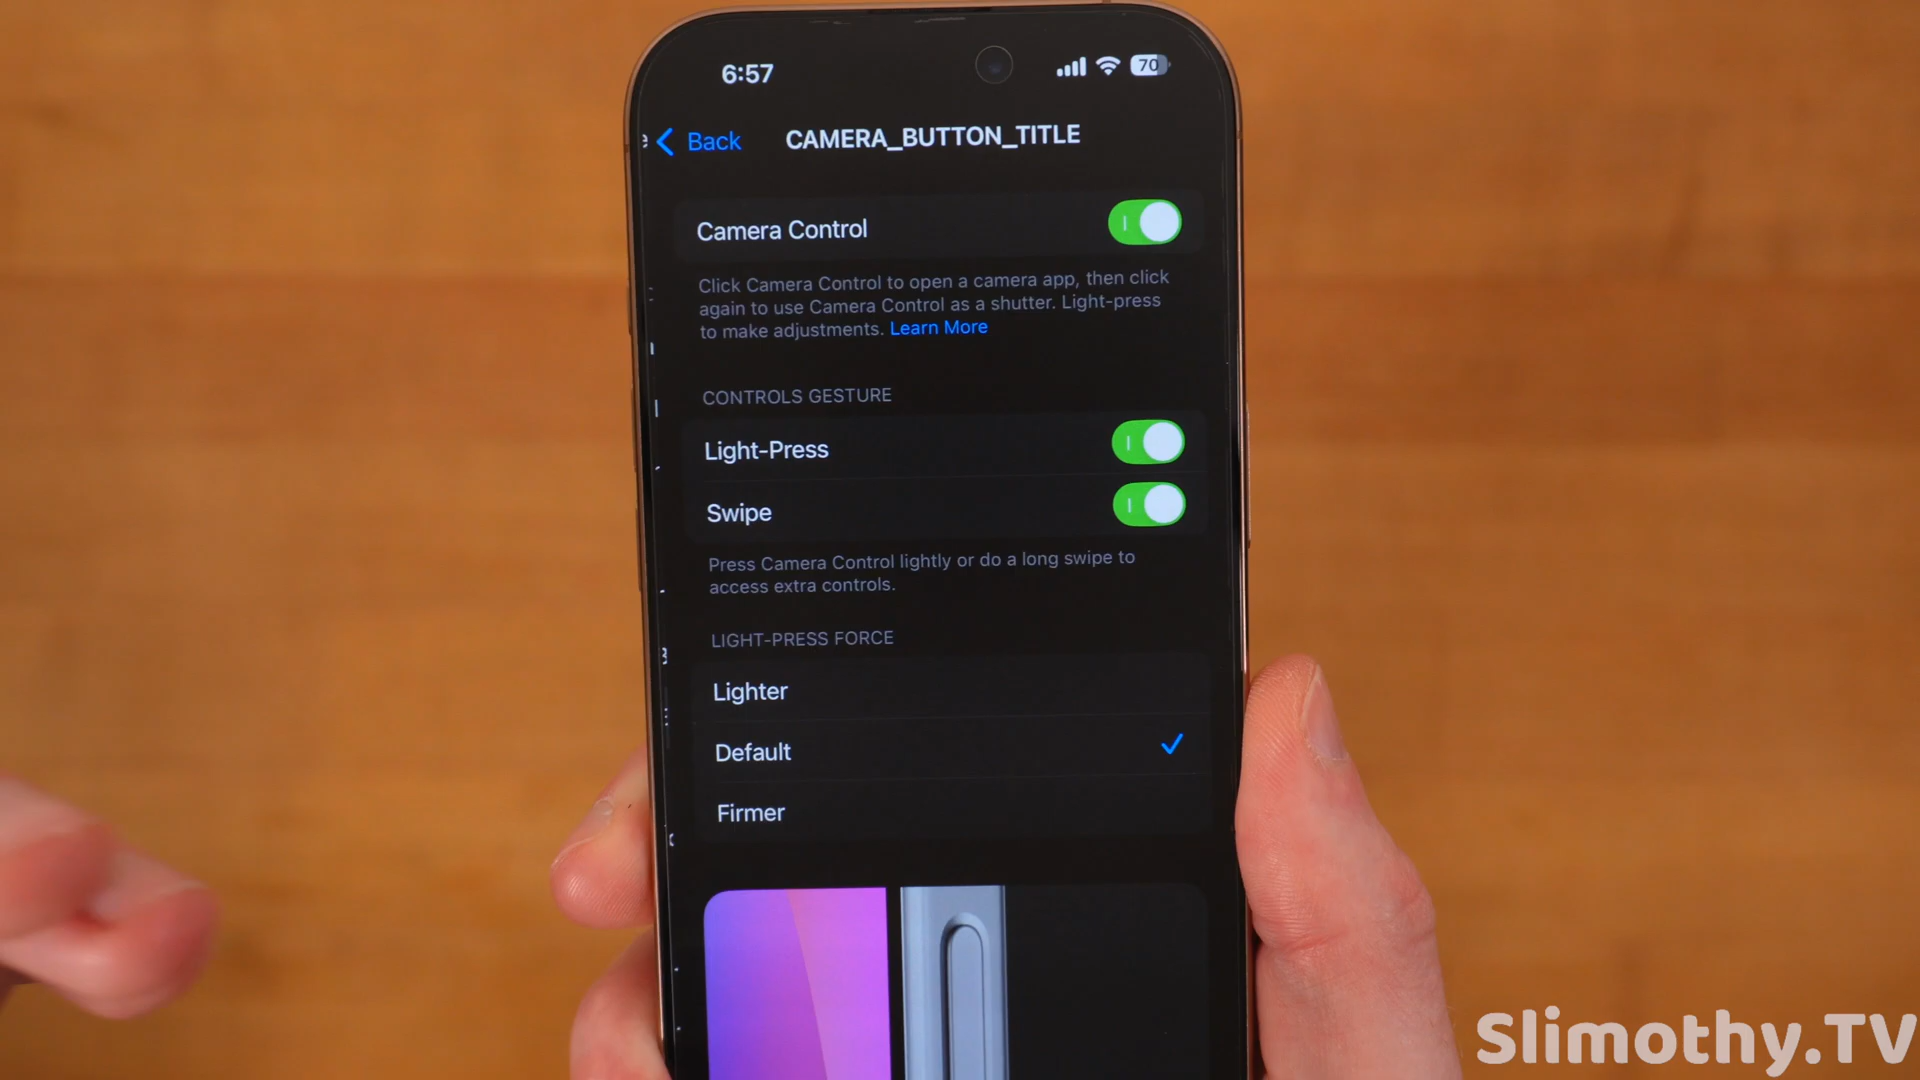 6:57
70
Back
CAMERA_BUTTON_TITLE
Camera Control
Click Camera Control to open a camera app, then click
again to use Camera Control as a shutter. Light-press
to make adjustments. Learn More
CONTROLS GESTURE
Light-Press
Swipe
Press Camera Control lightly or do a long swipe to
access extra controls.
LIGHT-PRESS FORCE
Lighter
Default
Firmer
Slimothy.TV